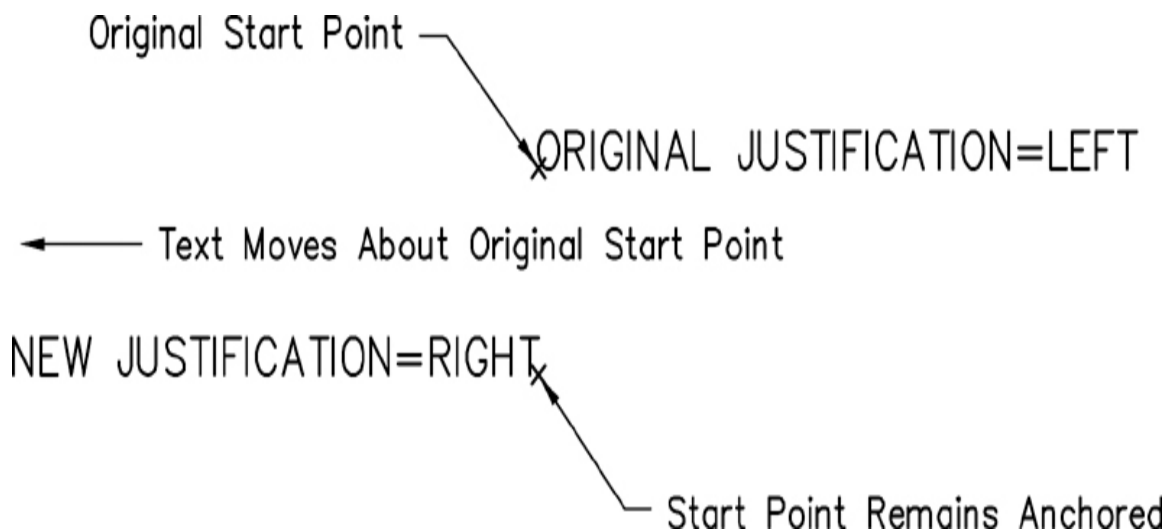 Original Start Point
ORIGINAL JUSTIFICATION=LEFT
Text Moves About Original Start Point
NEW JUSTIFICATION=RIGHT
Start Point Remains Anchored